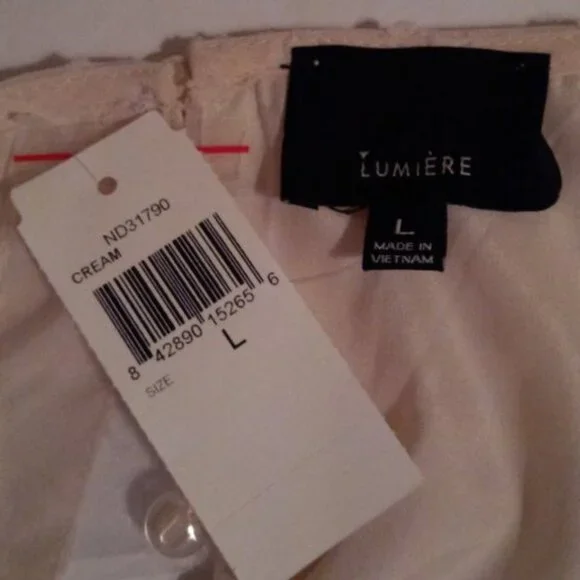 ND31790
CREAM
8 42890 15265 6
SIZE L
LUMIÈRE
L
MADE IN
VIETNAM